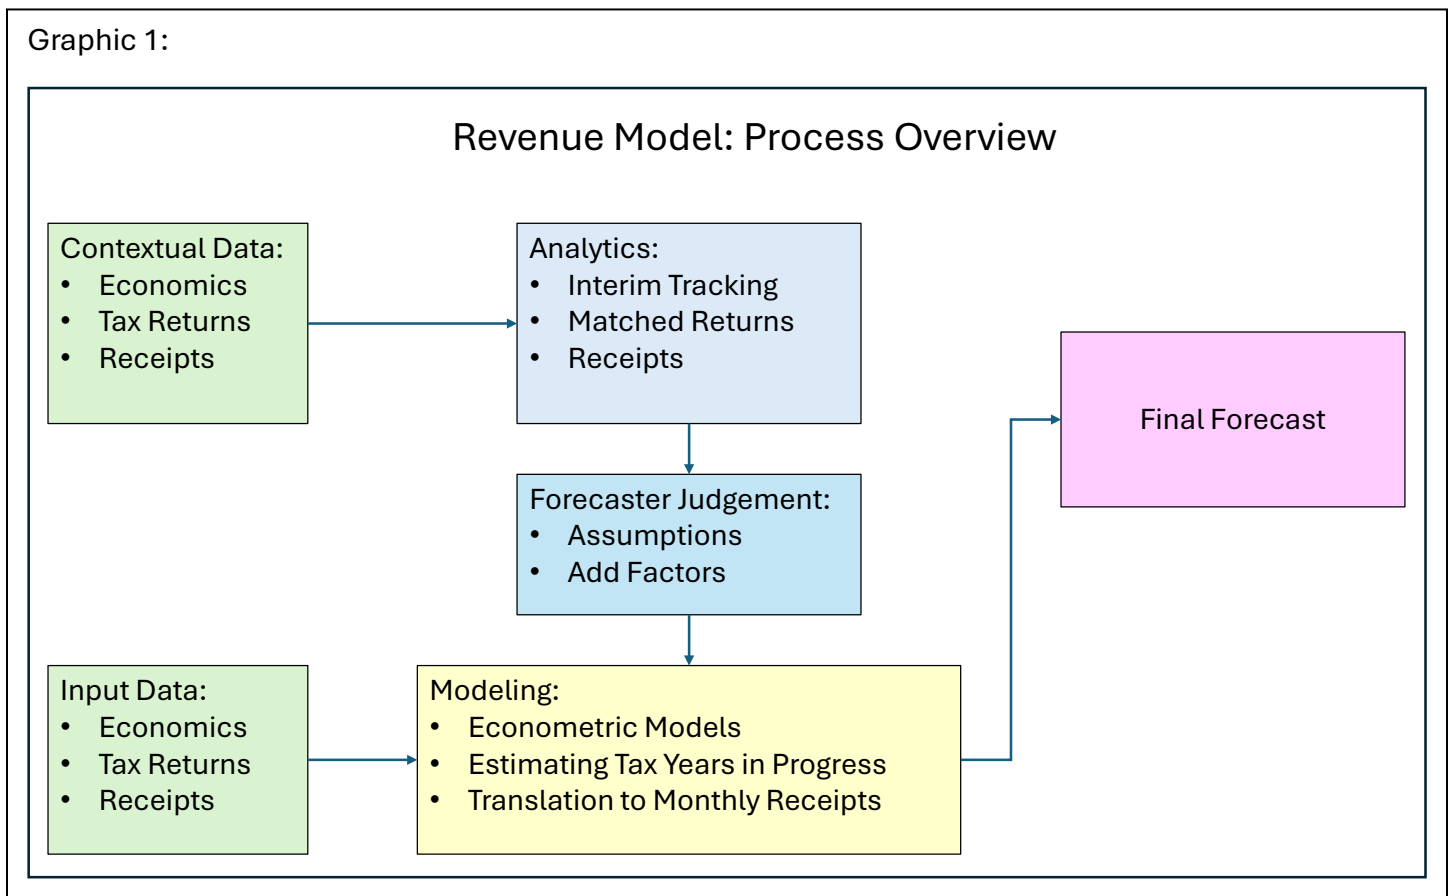 Graphic 1:
Revenue Model: Process Overview
Contextual Data:
• Economics
• Tax Returns
• Receipts
Analytics:
• Interim Tracking
• Matched Returns
• Receipts
Final Forecast
Forecaster Judgement:
• Assumptions
• Add Factors
Input Data:
• Economics
• Tax Returns
• Receipts
Modeling:
• Econometric Models
• Estimating Tax Years in Progress
• Translation to Monthly Receipts